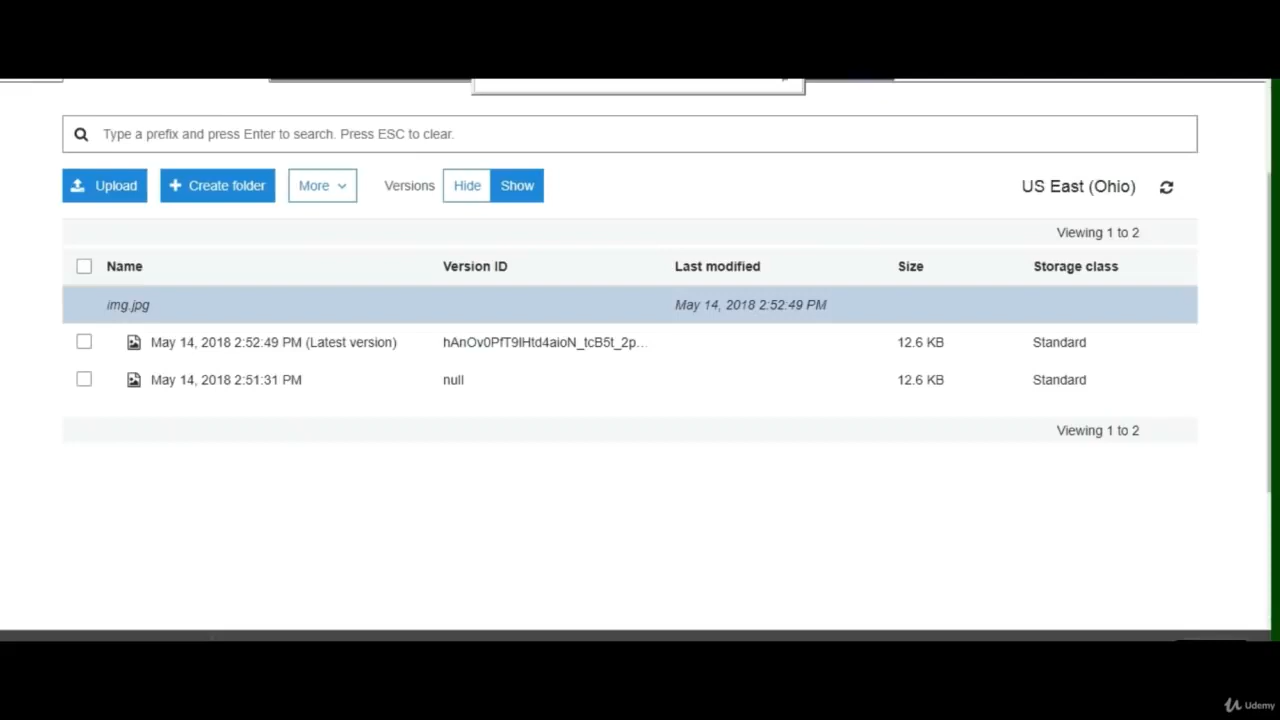 Type a prefix and press Enter to search. Press ESC to clear.
Upload Create folder More Versions Hide Show US East (Ohio)
Viewing 1 to 2
Name Version ID Last modified Size Storage class
img.jpg May 14, 2018 2:52:49 PM
May 14, 2018 2:52:49 PM (Latest version) hAnOv0PfT9IHtd4aioN_tcB5t_2p... 12.6 KB Standard
May 14, 2018 2:51:31 PM null 12.6 KB Standard
Viewing 1 to 2
Udemy